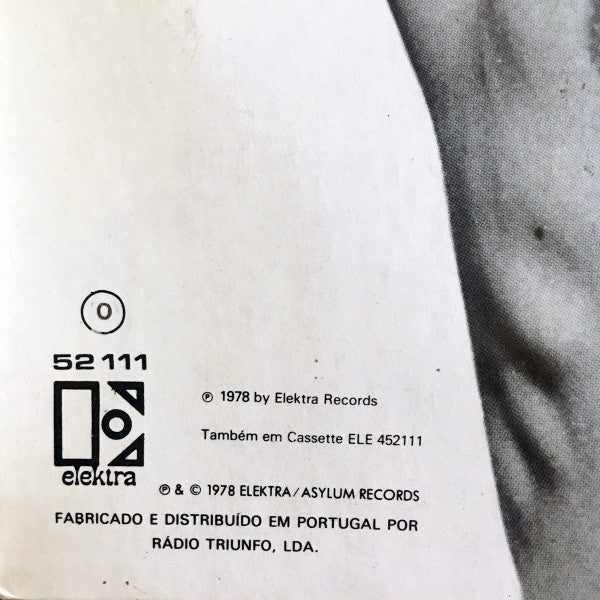 O
52 111
elektra
℗ 1978 by Elektra Records
Também em Cassette ELE 452111
℗ & © 1978 ELEKTRA/ASYLUM RECORDS
FABRICADO E DISTRIBUÍDO EM PORTUGAL POR
RÁDIO TRIUNFO, LDA.